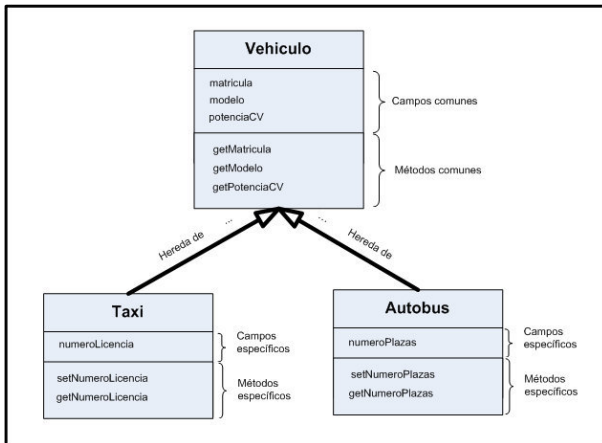 Vehiculo
matricula
modelo
potenciaCV
Campos comunes
getMatricula
getModelo
getPotenciaCV
Métodos comunes
Hereda de ...
... Hereda de
Taxi
numeroLicencia
Campos
específicos
setNumeroLicencia
getNumeroLicencia
Métodos
específicos
Autobus
numeroPlazas
Campos
específicos
setNumeroPlazas
getNumeroPlazas
Métodos
específicos